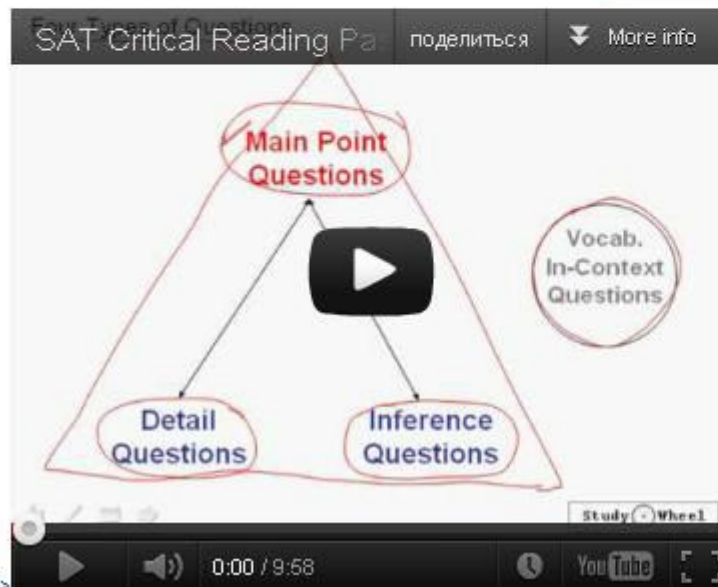 Four Types of Questions
SAT Critical Reading Pa
поделиться
More info
Main Point
Questions
Vocab.
In-Context
Questions
Detail
Questions
Inference
Questions
Study Wheel
0:00 / 9:58
YouTube